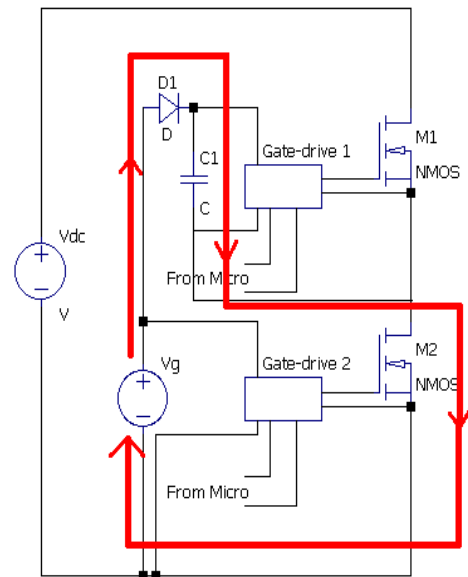 D1
D
C1
C
Gate-drive 1
M1
NMOS
From Micro
Vdc
+
−
V
Vg
+
−
Gate-drive 2
M2
NMOS
From Micro